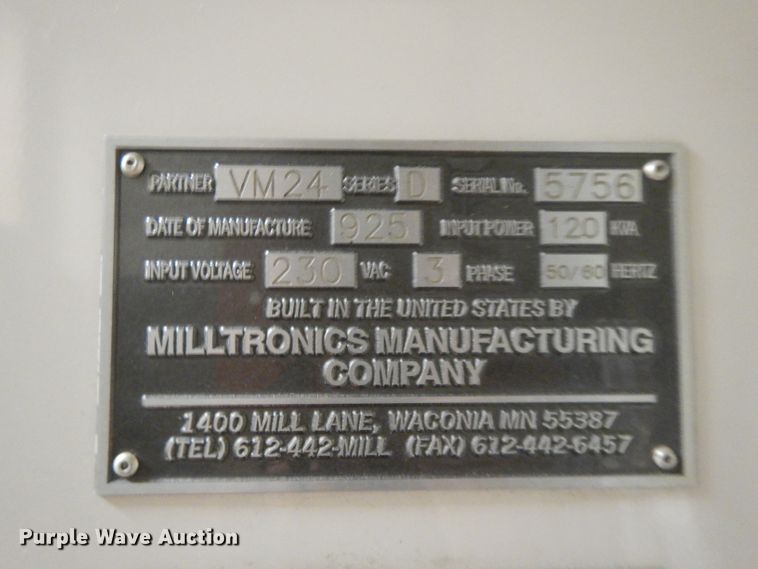 PARTNER VM24 SERIES D SERIAL No. 5756
DATE OF MANUFACTURE 925 INPUT POWER 120 KVA
INPUT VOLTAGE 230 VAC 3 PHASE 50/60 HERTZ
BUILT IN THE UNITED STATES BY
MILLTRONICS MANUFACTURING
COMPANY
1400 MILL LANE, WACONIA MN 55387
(TEL) 612-442-MILL (FAX) 612-442-6457
Purple Wave Auction